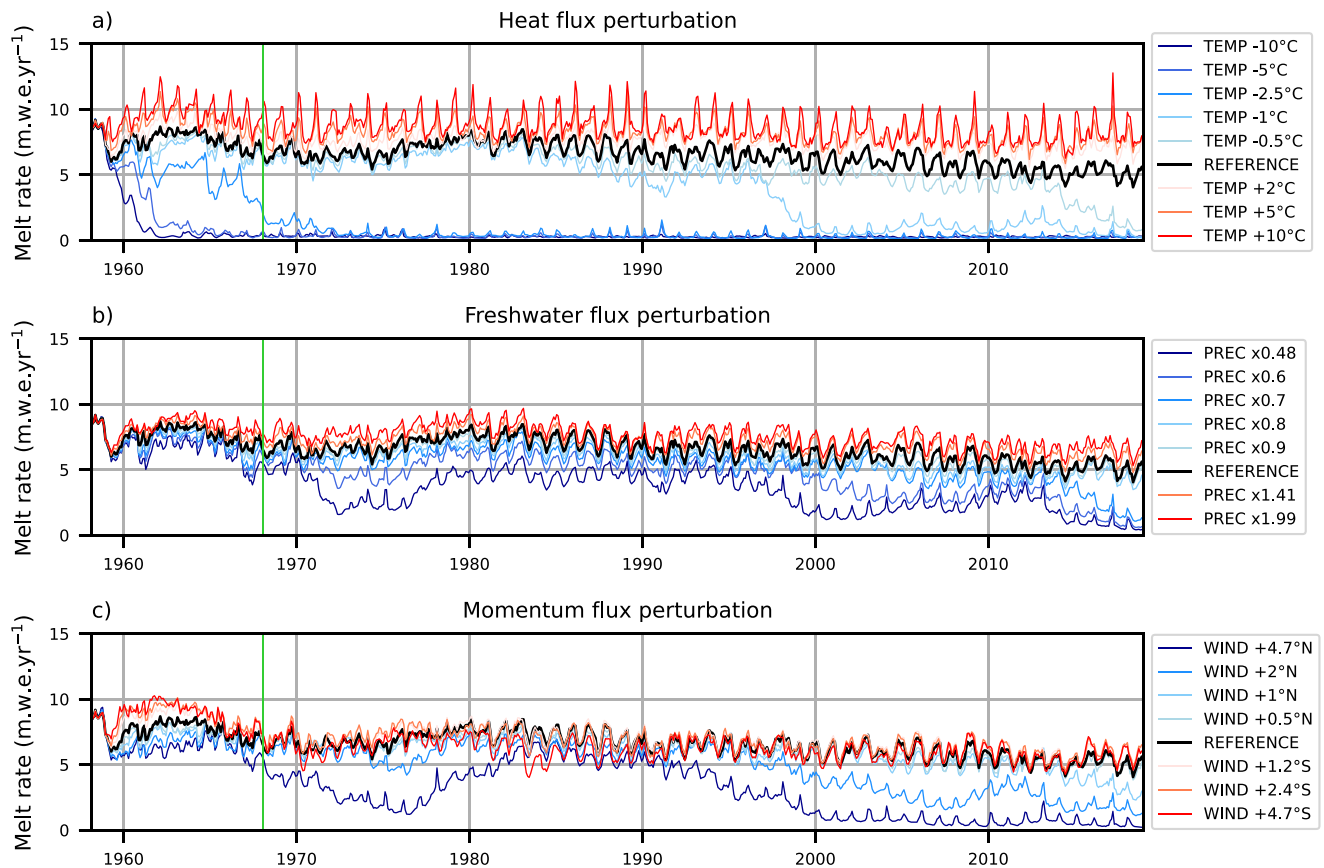 a) Heat flux perturbation
Melt rate (m.w.e.yr⁻¹)
15
10
5
0
1960 1970 1980 1990 2000 2010
TEMP -10°C
TEMP -5°C
TEMP -2.5°C
TEMP -1°C
TEMP -0.5°C
REFERENCE
TEMP +2°C
TEMP +5°C
TEMP +10°C
b) Freshwater flux perturbation
Melt rate (m.w.e.yr⁻¹)
15
10
5
0
1960 1970 1980 1990 2000 2010
PREC x0.48
PREC x0.6
PREC x0.7
PREC x0.8
PREC x0.9
REFERENCE
PREC x1.41
PREC x1.99
c) Momentum flux perturbation
Melt rate (m.w.e.yr⁻¹)
15
10
5
0
1960 1970 1980 1990 2000 2010
WIND +4.7°N
WIND +2°N
WIND +1°N
WIND +0.5°N
REFERENCE
WIND +1.2°S
WIND +2.4°S
WIND +4.7°S